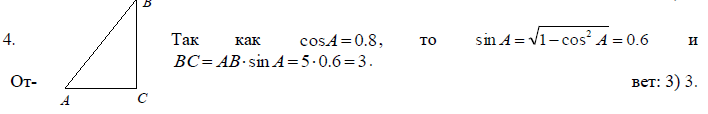 B
4. Так как cosA = 0.8, то sin A = √(1−cos² A) = 0.6 и
BC = AB·sin A = 5·0.6 = 3.
От- вет: 3) 3.
A C